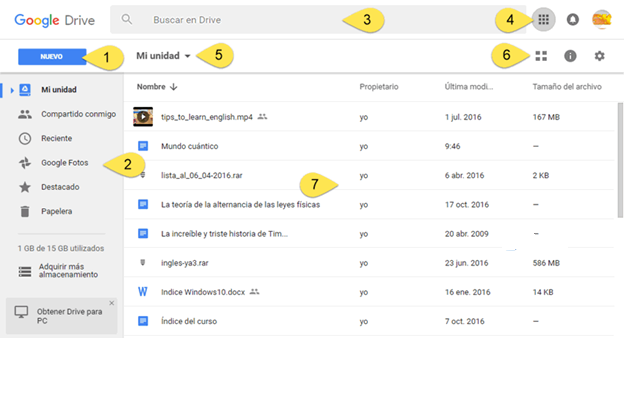 Google Drive Buscar en Drive 3 4
NUEVO 1 Mi unidad 5 6
Mi unidad
Compartido conmigo
Reciente
Google Fotos 2
Destacado
Papelera
1 GB de 15 GB utilizados
Adquirir más
almacenamiento
Obtener Drive para
PC
Nombre Propietario Última modi... Tamaño del archivo
tips_to_learn_english.mp4 yo 1 jul. 2016 167 MB
Mundo cuántico yo 9:46 —
lista_al_06_04-2016.rar 7 yo 6 abr. 2016 2 KB
La teoría de la alternancia de las leyes físicas yo 17 oct. 2016 —
La increíble y triste historia de Tim... yo 20 abr. 2009 —
ingles-ya3.rar yo 23 jun. 2016 586 MB
W Indice Windows10.docx yo 16 ene. 2016 14 KB
Índice del curso yo 7 oct. 2016 —